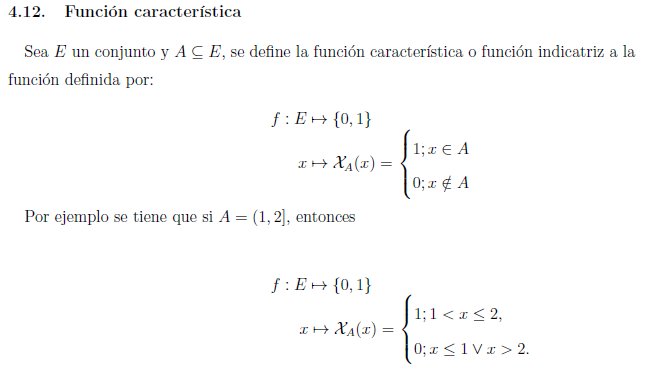 4.12. Función característica
Sea E un conjunto y A ⊆ E, se define la función característica o función indicatriz a la
función definida por:
f : E ↦ {0, 1}
x ↦ 𝒳_A(x) = { 1; x ∈ A
0; x ∉ A
Por ejemplo se tiene que si A = (1, 2], entonces
f : E ↦ {0, 1}
x ↦ 𝒳_A(x) = { 1; 1 < x ≤ 2,
0; x ≤ 1 ∨ x > 2.